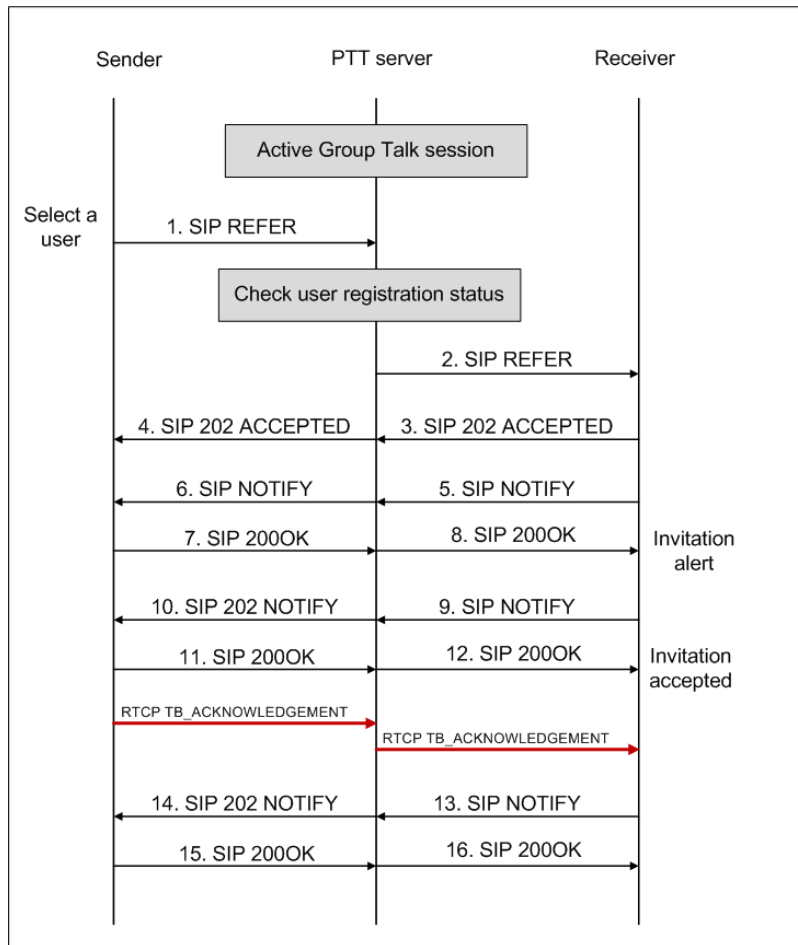 Sender
PTT server
Receiver
Active Group Talk session
Select a
user
1. SIP REFER
Check user registration status
2. SIP REFER
4. SIP 202 ACCEPTED
3. SIP 202 ACCEPTED
6. SIP NOTIFY
5. SIP NOTIFY
7. SIP 200OK
8. SIP 200OK
Invitation
alert
10. SIP 202 NOTIFY
9. SIP NOTIFY
11. SIP 200OK
12. SIP 200OK
Invitation
accepted
RTCP TB_ACKNOWLEDGEMENT
RTCP TB_ACKNOWLEDGEMENT
14. SIP 202 NOTIFY
13. SIP NOTIFY
15. SIP 200OK
16. SIP 200OK